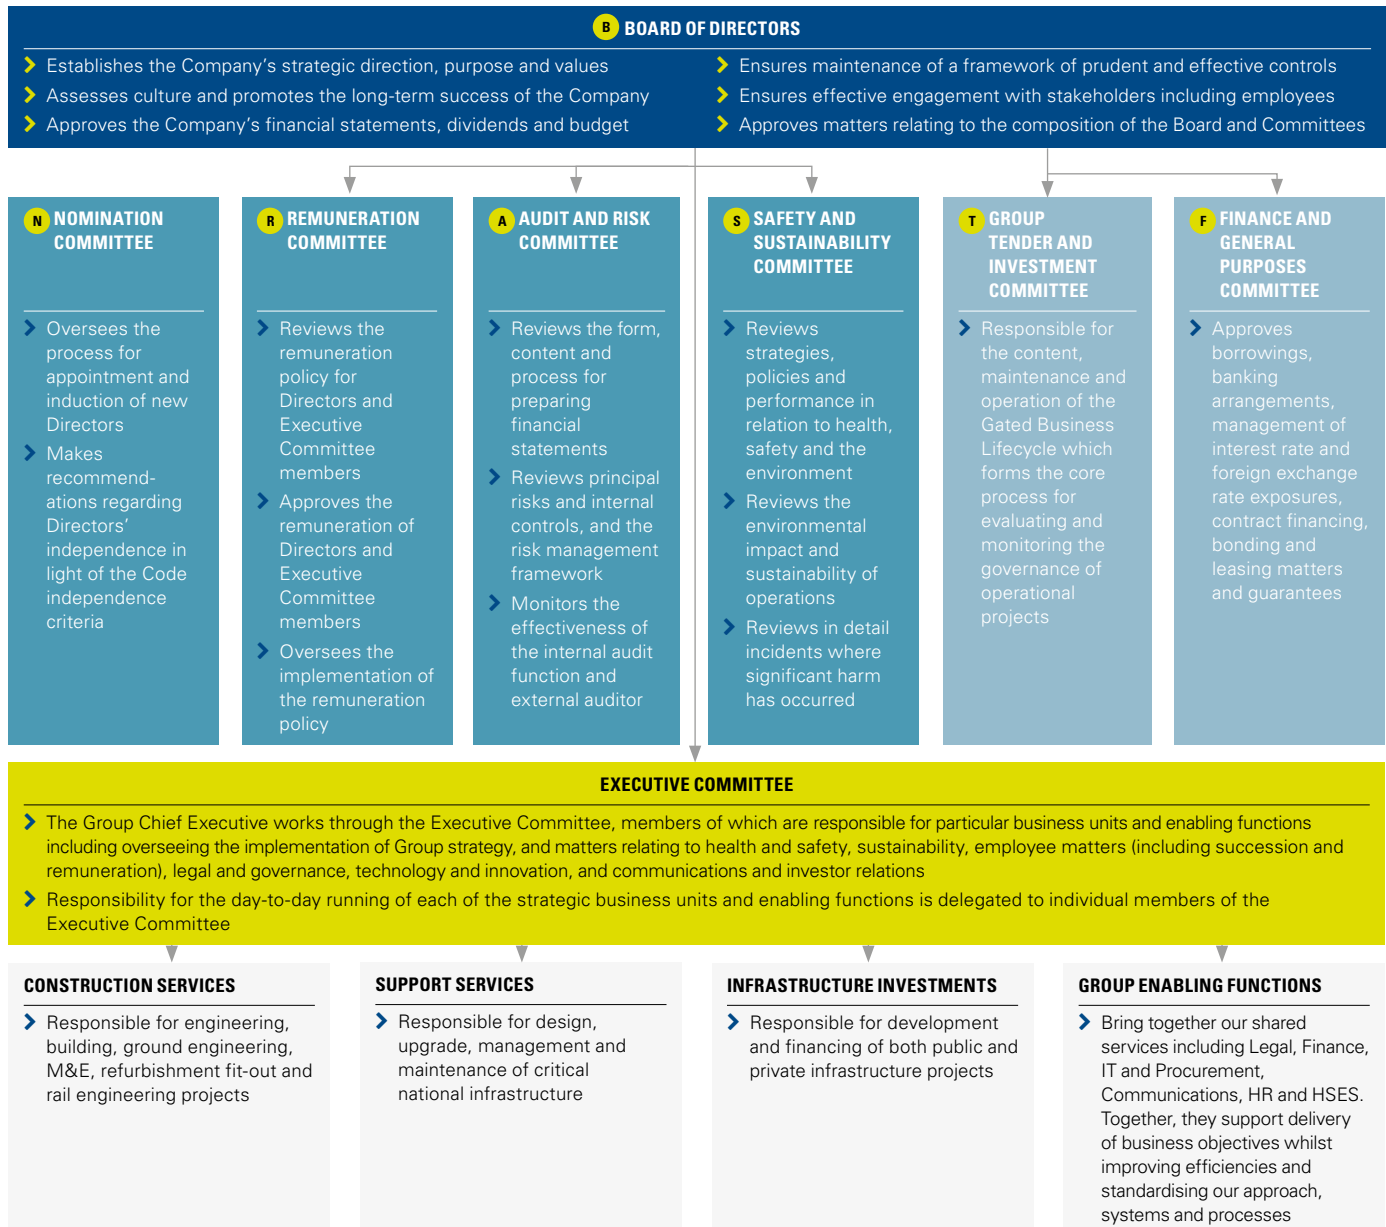 B BOARD OF DIRECTORS
Establishes the Company’s strategic direction, purpose and values
Assesses culture and promotes the long-term success of the Company
Approves the Company’s financial statements, dividends and budget
Ensures maintenance of a framework of prudent and effective controls
Ensures effective engagement with stakeholders including employees
Approves matters relating to the composition of the Board and Committees
N NOMINATION
COMMITTEE
Oversees the
process for
appointment and
induction of new
Directors
Makes
recommend-
ations regarding
Directors’
independence in
light of the Code
independence
criteria
R REMUNERATION
COMMITTEE
Reviews the
remuneration
policy for
Directors and
Executive
Committee
members
Approves the
remuneration of
Directors and
Executive
Committee
members
Oversees the
implementation of
the remuneration
policy
A AUDIT AND RISK
COMMITTEE
Reviews the form,
content and
process for
preparing
financial
statements
Reviews principal
risks and internal
controls, and the
risk management
framework
Monitors the
effectiveness of
the internal audit
function and
external auditor
S SAFETY AND
SUSTAINABILITY
COMMITTEE
Reviews
strategies,
policies and
performance in
relation to health,
safety and the
environment
Reviews the
environmental
impact and
sustainability of
operations
Reviews in detail
incidents where
significant harm
has occurred
T GROUP
TENDER AND
INVESTMENT
COMMITTEE
Responsible for
the content,
maintenance and
operation of the
Gated Business
Lifecycle which
forms the core
process for
evaluating and
monitoring the
governance of
operational
projects
F FINANCE AND
GENERAL
PURPOSES
COMMITTEE
Approves
borrowings,
banking
arrangements,
management of
interest rate and
foreign exchange
rate exposures,
contract financing,
bonding and
leasing matters
and guarantees
EXECUTIVE COMMITTEE
The Group Chief Executive works through the Executive Committee, members of which are responsible for particular business units and enabling functions
including overseeing the implementation of Group strategy, and matters relating to health and safety, sustainability, employee matters (including succession and
remuneration), legal and governance, technology and innovation, and communications and investor relations
Responsibility for the day-to-day running of each of the strategic business units and enabling functions is delegated to individual members of the
Executive Committee
CONSTRUCTION SERVICES
Responsible for engineering,
building, ground engineering,
M&E, refurbishment fit-out and
rail engineering projects
SUPPORT SERVICES
Responsible for design,
upgrade, management and
maintenance of critical
national infrastructure
INFRASTRUCTURE INVESTMENTS
Responsible for development
and financing of both public and
private infrastructure projects
GROUP ENABLING FUNCTIONS
Bring together our shared
services including Legal, Finance,
IT and Procurement,
Communications, HR and HSES.
Together, they support delivery
of business objectives whilst
improving efficiencies and
standardising our approach,
systems and processes